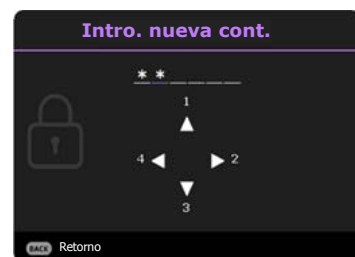 Intro. nueva cont.
* * _ _ _ _
1
4 2
3
BACK Retorno